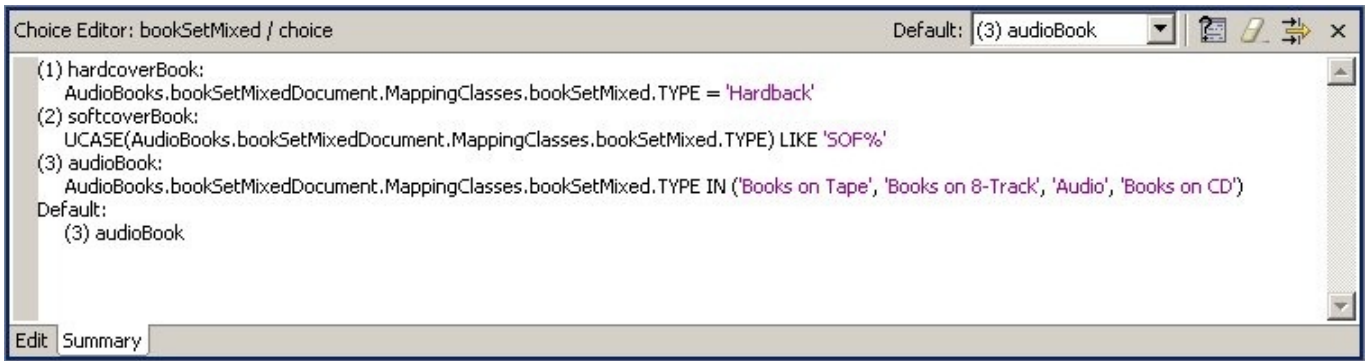 Choice Editor: bookSetMixed / choice Default: (3) audioBook
(1) hardcoverBook:
AudioBooks.bookSetMixedDocument.MappingClasses.bookSetMixed.TYPE = 'Hardback'
(2) softcoverBook:
UCASE(AudioBooks.bookSetMixedDocument.MappingClasses.bookSetMixed.TYPE) LIKE 'SOF%'
(3) audioBook:
AudioBooks.bookSetMixedDocument.MappingClasses.bookSetMixed.TYPE IN ('Books on Tape', 'Books on 8-Track', 'Audio', 'Books on CD')
Default:
(3) audioBook
Edit Summary